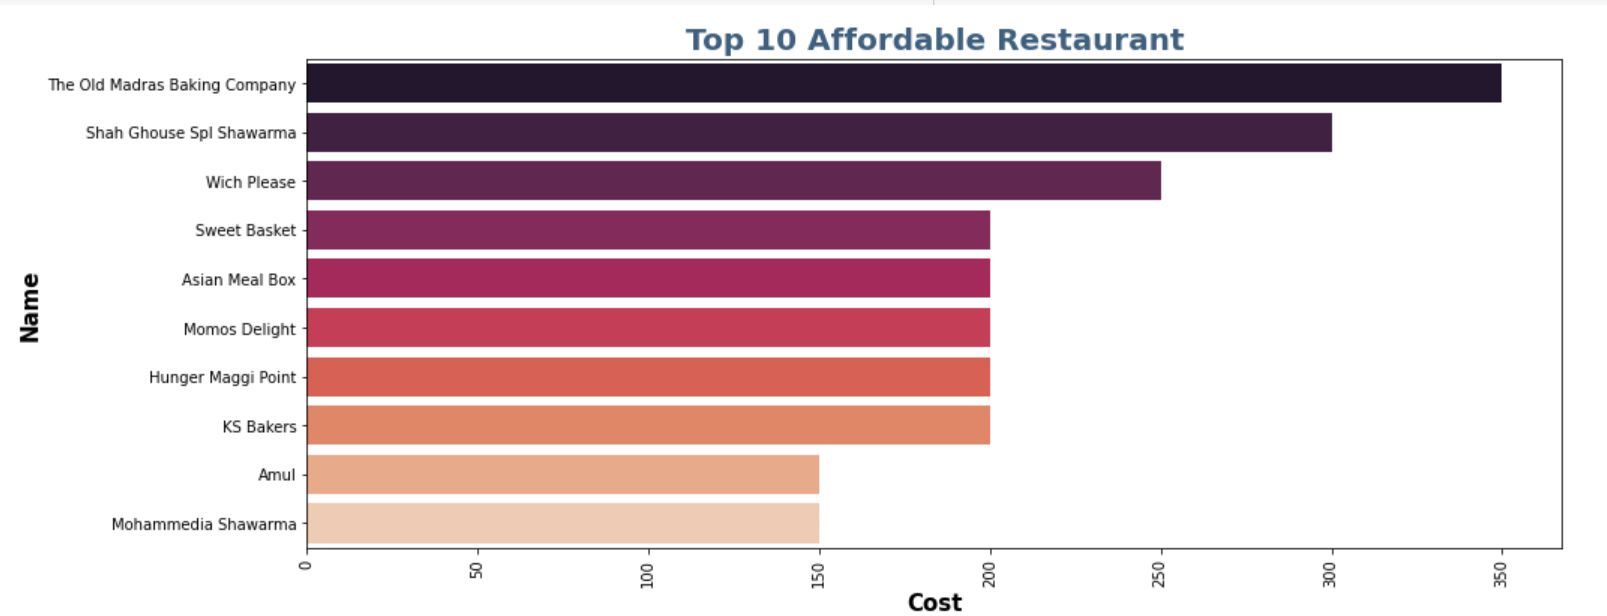 Top 10 Affordable Restaurant
The Old Madras Baking Company
Shah Ghouse Spl Shawarma
Wich Please
Sweet Basket
Asian Meal Box
Momos Delight
Hunger Maggi Point
KS Bakers
Amul
Mohammedia Shawarma
Name
0 50 100 150 200 250 300 350
Cost